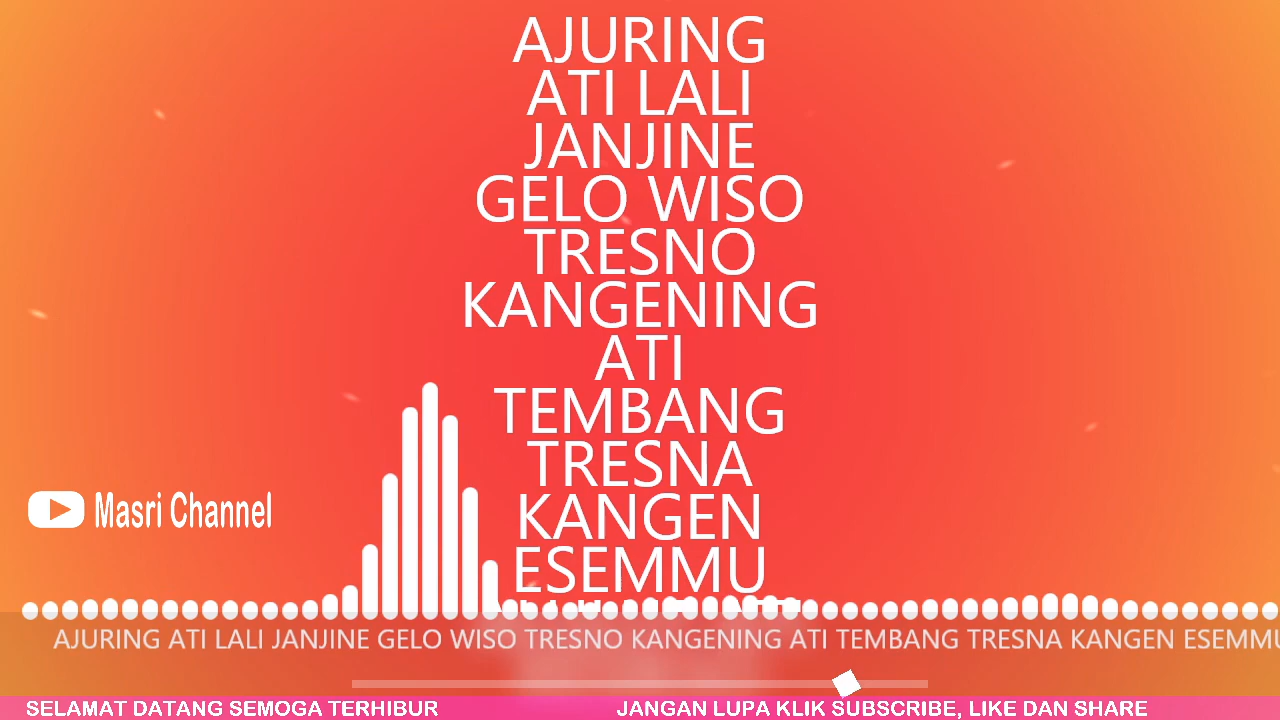 AJURING
ATI LALI
JANJINE
GELO WISO
TRESNO
KANGENING
ATI
TEMBANG
TRESNA
KANGEN
ESEMMU
Masri Channel
AJURING ATI LALI JANJINE GELO WISO TRESNO KANGENING ATI TEMBANG TRESNA KANGEN ESEMMU
SELAMAT DATANG SEMOGA TERHIBUR
JANGAN LUPA KLIK SUBSCRIBE, LIKE DAN SHARE